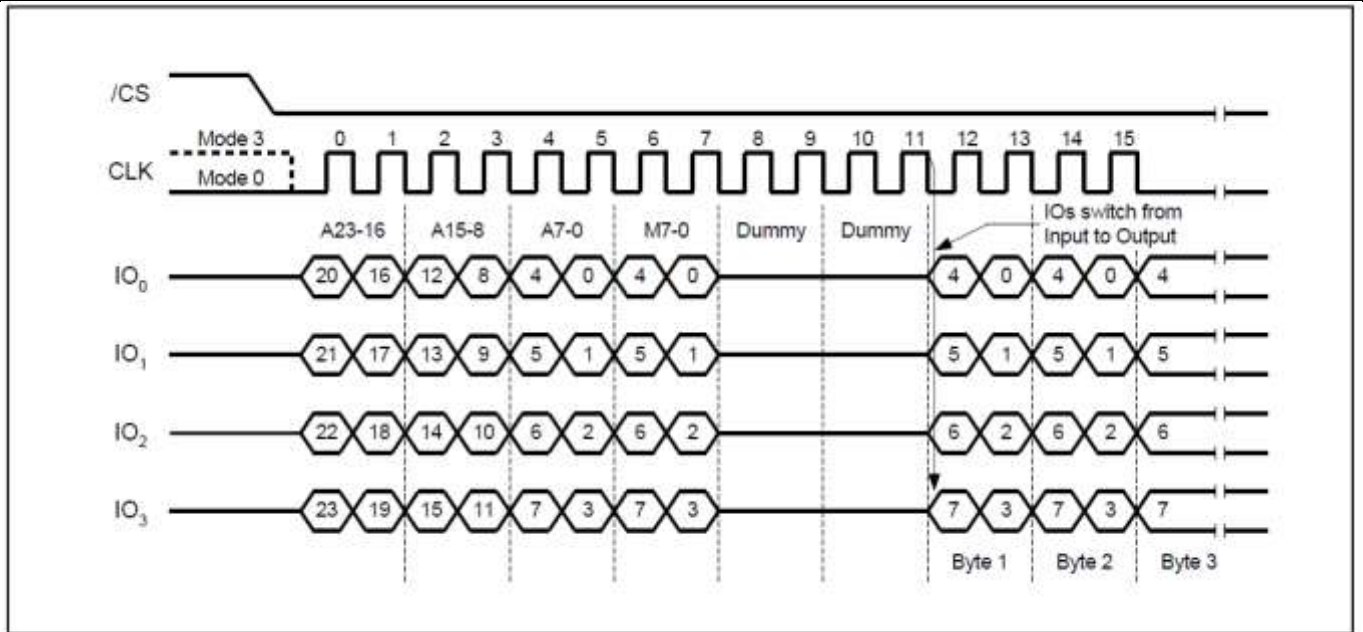 /CS
Mode 3
0 1 2 3 4 5 6 7 8 9 10 11 12 13 14 15
CLK
Mode 0
IOs switch from
Input to Output
A23-16 A15-8 A7-0 M7-0 Dummy Dummy
IO0 20 16 12 8 4 0 4 0 4 0 4 0 4
IO1 21 17 13 9 5 1 5 1 5 1 5 1 5
IO2 22 18 14 10 6 2 6 2 6 2 6 2 6
IO3 23 19 15 11 7 3 7 3 7 3 7 3 7
Byte 1 Byte 2 Byte 3